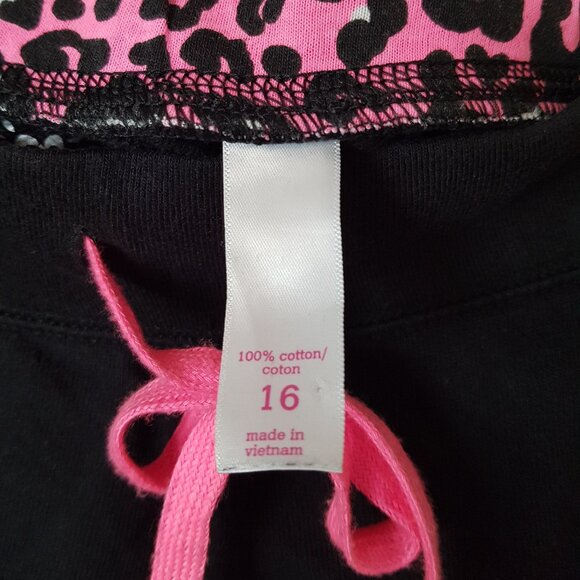 100% cotton/
coton
16
made in
vietnam